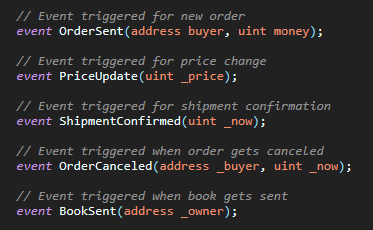 // Event triggered for new order
event OrderSent(address buyer, uint money);
// Event triggered for price change
event PriceUpdate(uint _price);
// Event triggered for shipment confirmation
event ShipmentConfirmed(uint _now);
// Event triggered when order gets canceled
event OrderCanceled(address _buyer, uint _now);
// Event triggered when book gets sent
event BookSent(address _owner);